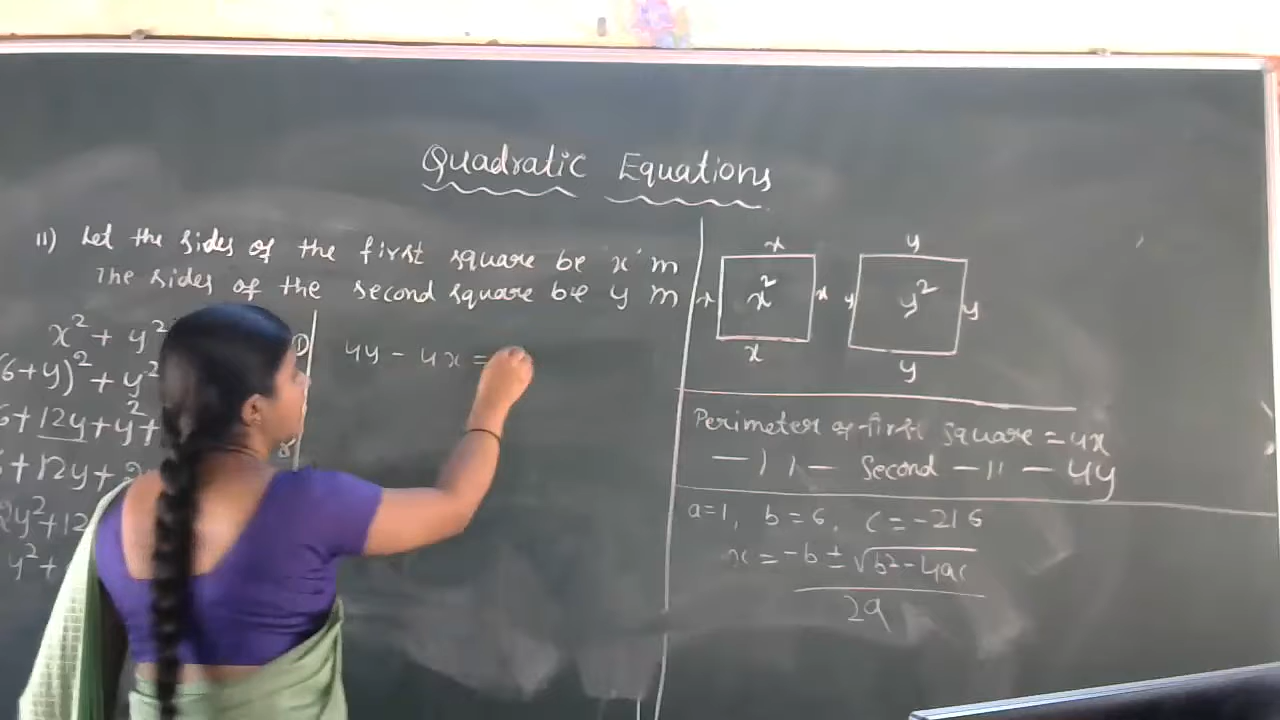 Quadratic Equations
11) Let the sides of the first square be 'x' m
The sides of the second square be y m
x² + y²
6+y)² + y²
6+ 12y + y² +
+ 12y +
2y² + 12
y² +
4y - 4x =
x
x
x²
x
x
y
y
y²
y
y
Perimeter of first square = 4x
— 〃 — Second — 〃 — 4y
a=1, b=6, c=-216
x = -b ± √b²-4ac
2a